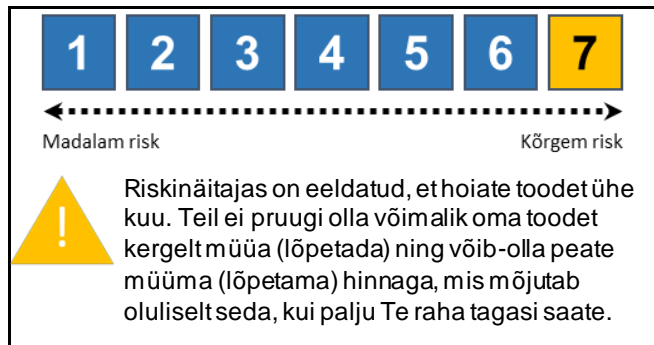 1 2 3 4 5 6 7
Madalam risk Kõrgem risk
!
Riskinäitajas on eeldatud, et hoiate toodet ühe
kuu. Teil ei pruugi olla võimalik oma toodet
kergelt müüa (lõpetada) ning võib-olla peate
müüma (lõpetama) hinnaga, mis mõjutab
oluliselt seda, kui palju Te raha tagasi saate.